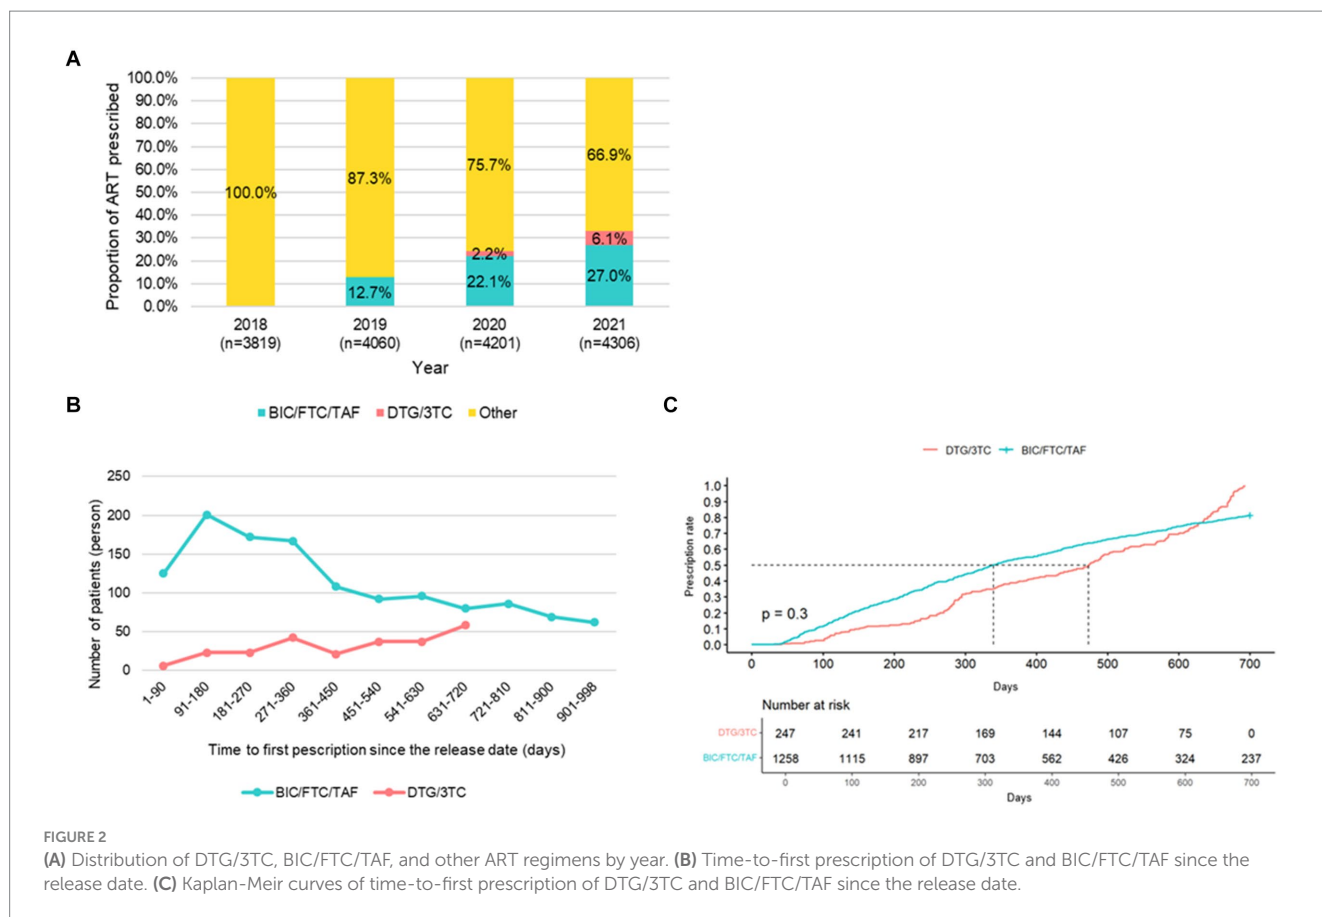 A
100.0%
90.0%
80.0%
70.0%
60.0%
50.0%
40.0%
30.0%
20.0%
10.0%
0.0%
Proportion of ART prescribed
100.0%
87.3%
12.7%
75.7%
2.2%
22.1%
66.9%
6.1%
27.0%
2018 2019 2020 2021
(n=3819) (n=4060) (n=4201) (n=4306)
Year
BIC/FTC/TAF DTG/3TC Other
B
250
200
150
100
50
0
Number of patients (person)
1-90 91-180 181-270 271-360 361-450 451-540 541-630 631-720 721-810 811-900 901-998
Time to first pescription since the release date (days)
BIC/FTC/TAF DTG/3TC
C
DTG/3TC BIC/FTC/TAF
1.0
0.9
0.8
0.7
0.6
0.5
0.4
0.3
0.2
0.1
0.0
Prescription rate
p = 0.3
0 100 200 300 400 500 600 700
Days
Number at risk
DTG/3TC 247 241 217 169 144 107 75 0
BIC/FTC/TAF 1258 1115 897 703 562 426 324 237
0 100 200 300 400 500 600 700
Days
FIGURE 2
(A) Distribution of DTG/3TC, BIC/FTC/TAF, and other ART regimens by year. (B) Time-to-first prescription of DTG/3TC and BIC/FTC/TAF since the
release date. (C) Kaplan-Meir curves of time-to-first prescription of DTG/3TC and BIC/FTC/TAF since the release date.